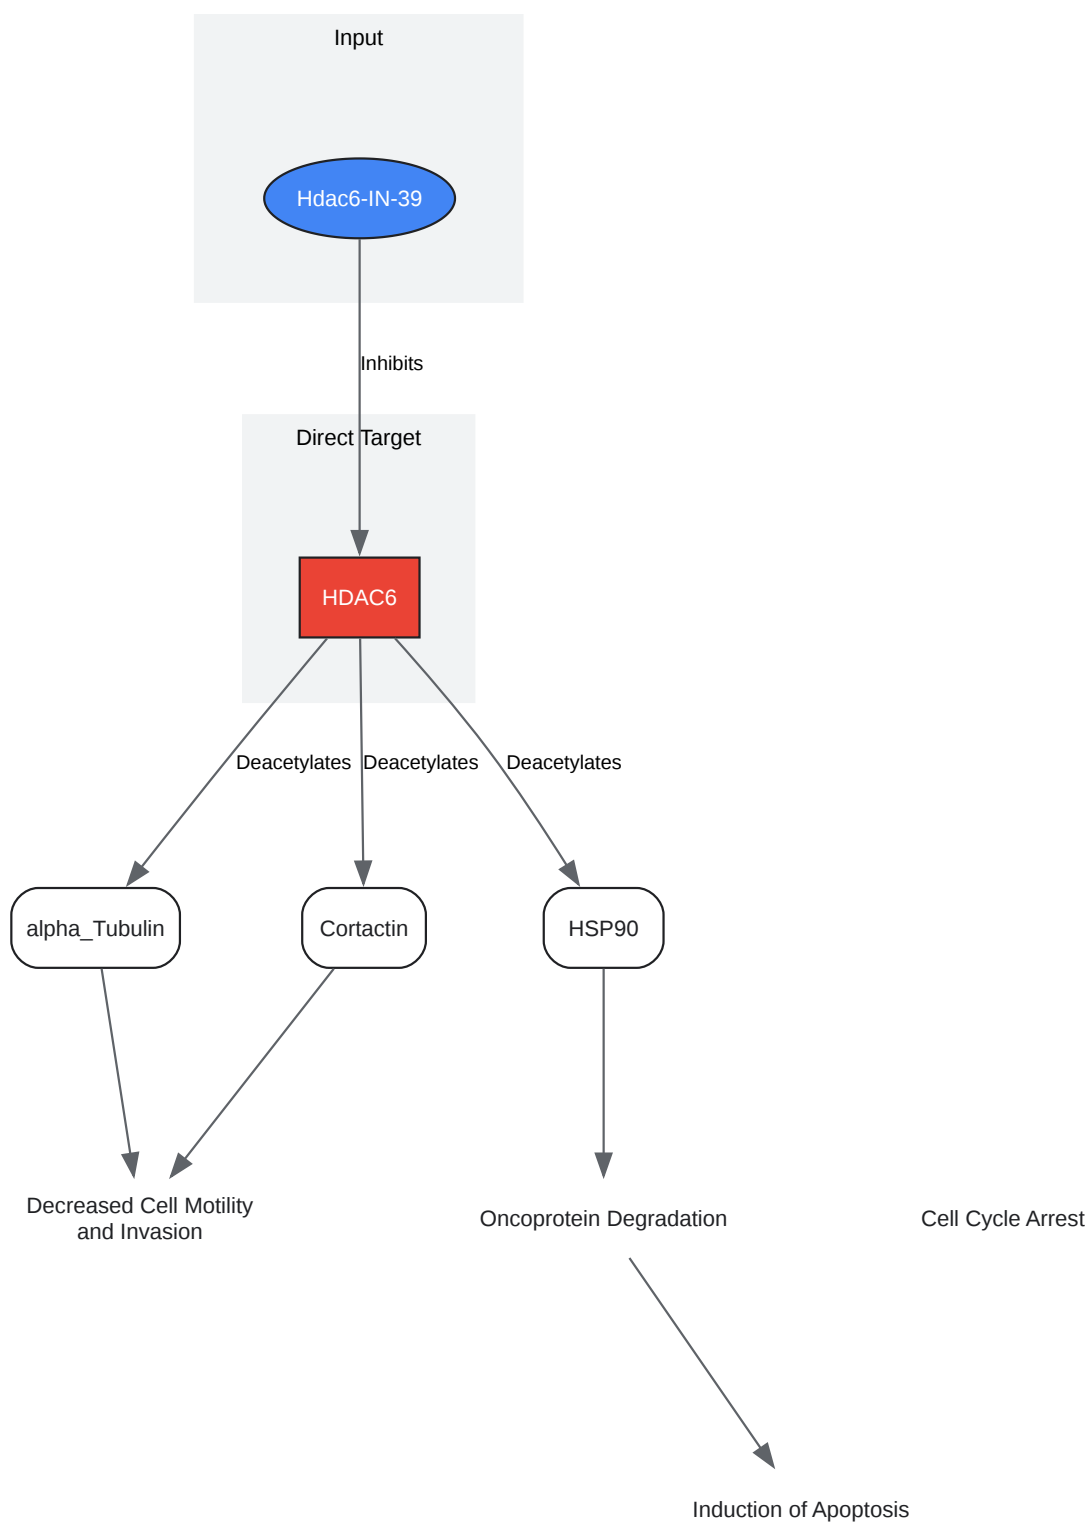 Input
Hdac6-IN-39
Inhibits
Direct Target
HDAC6
Deacetylates
Deacetylates
Deacetylates
alpha_Tubulin
Cortactin
HSP90
Decreased Cell Motility
and Invasion
Oncoprotein Degradation
Cell Cycle Arrest
Induction of Apoptosis